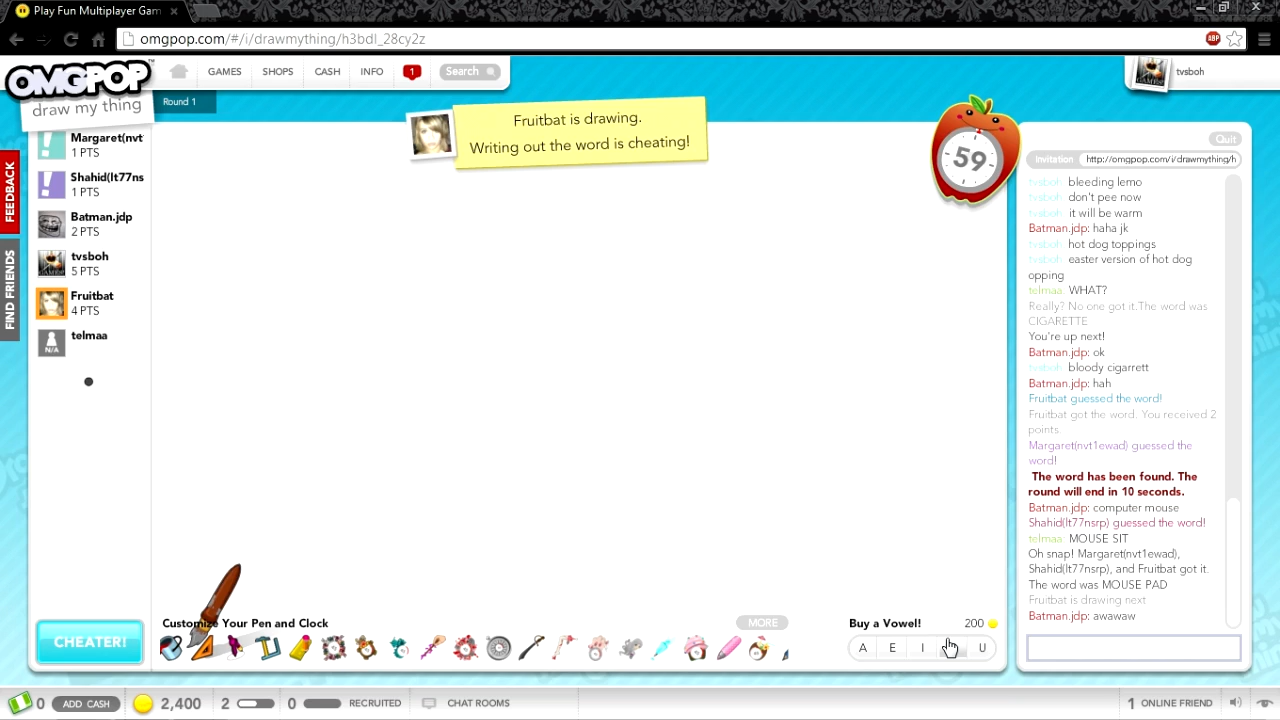 Play Fun Multiplayer Gam
omgpop.com/#/i/drawmything/h3bdl_28cy2z
ABP
OMGPOP
draw my thing
GAMES
SHOPS
CASH
INFO
1
Search
tvsboh
Round 1
FEEDBACK
FIND FRIENDS
Margaret(nvt
1 PTS
Shahid(lt77ns
1 PTS
Batman.jdp
2 PTS
tvsboh
5 PTS
Fruitbat
4 PTS
telmaa
N/A
CHEATER!
Fruitbat is drawing.
Writing out the word is cheating!
59
Customize Your Pen and Clock
MORE
Buy a Vowel!
200
A E I U
Quit
Invitation http://omgpop.com/i/drawmything/h
tvsboh: bleeding lemo
tvsboh: don't pee now
tvsboh: it will be warm
Batman.jdp: haha jk
tvsboh: hot dog toppings
tvsboh: easter version of hot dog
opping
telmaa: WHAT?
Really? No one got it.The word was
CIGARETTE
You're up next!
Batman.jdp: ok
tvsboh: bloody cigarrett
Batman.jdp: hah
Fruitbat guessed the word!
Fruitbat got the word. You received 2
points.
Margaret(nvt1ewad) guessed the
word!
The word has been found. The
round will end in 10 seconds.
Batman.jdp: computer mouse
Shahid(lt77nsrp) guessed the word!
telmaa: MOUSE SIT
Oh snap! Margaret(nvt1ewad),
Shahid(lt77nsrp), and Fruitbat got it.
The word was MOUSE PAD
Fruitbat is drawing next
Batman.jdp: awawaw
0
ADD CASH
2,400
2
0
RECRUITED
CHAT ROOMS
1 ONLINE FRIEND